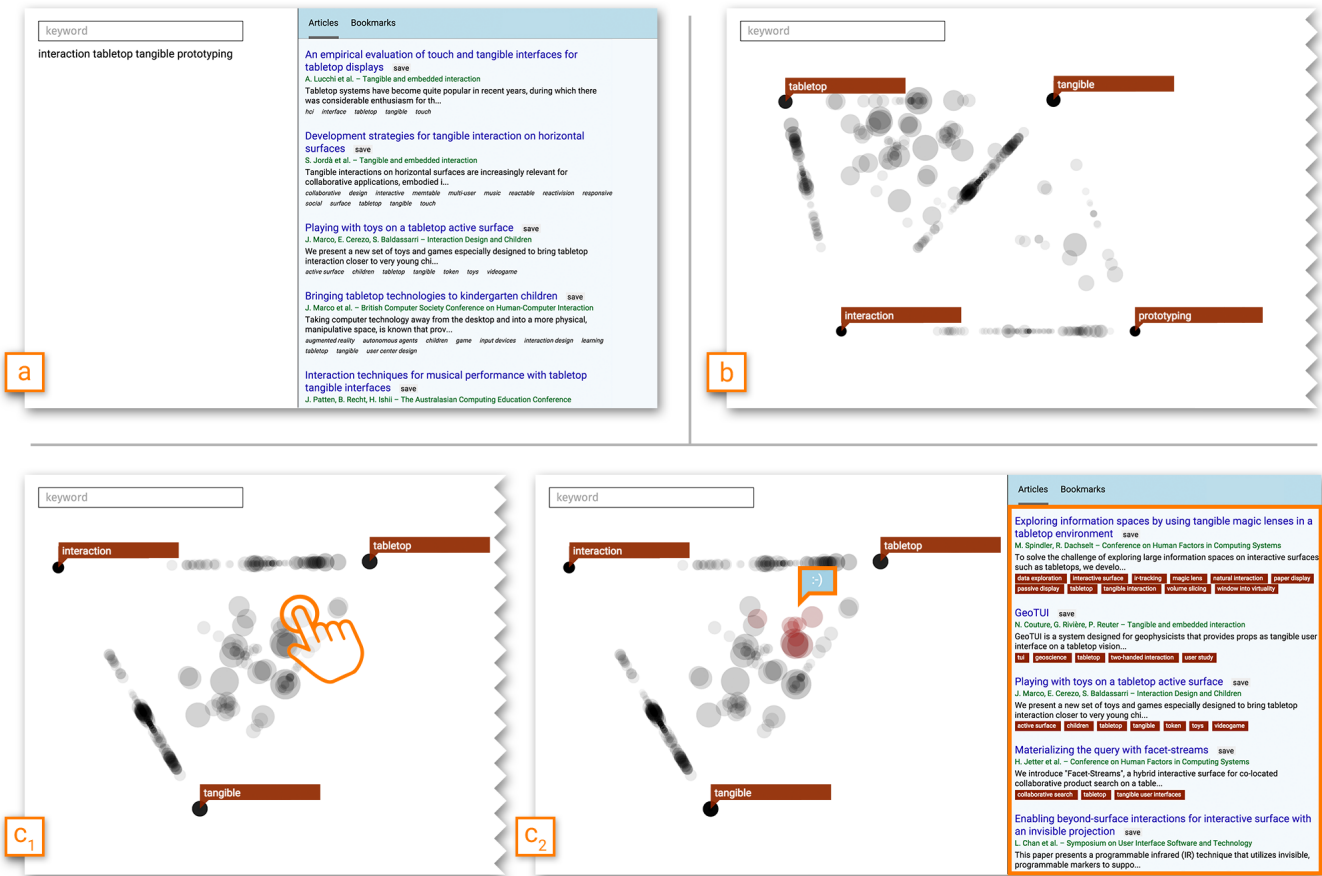 keyword
interaction tabletop tangible prototyping
Articles Bookmarks
An empirical evaluation of touch and tangible interfaces for
tabletop displays save
A. Lucchi et al. – Tangible and embedded interaction
Tabletop systems have become quite popular in recent years, during which there
was considerable enthusiasm for th...
hci interface tabletop tangible touch
Development strategies for tangible interaction on horizontal
surfaces save
S. Jordà et al. – Tangible and embedded interaction
Tangible interactions on horizontal surfaces are increasingly relevant for
collaborative applications, embodied i...
collaborative design interactive memtable multi-user music reactable reactivision responsive
social surface tabletop tangible touch
Playing with toys on a tabletop active surface save
J. Marco, E. Cerezo, S. Baldassarri – Interaction Design and Children
We present a new set of toys and games especially designed to bring tabletop
interaction closer to very young chi...
active surface children tabletop tangible token toys videogame
Bringing tabletop technologies to kindergarten children save
J. Marco et al. – British Computer Society Conference on Human-Computer Interaction
Taking computer technology away from the desktop and into a more physical,
manipulative space, is known that prov...
augmented reality autonomous agents children game input devices interaction design learning
tabletop tangible user center design
Interaction techniques for musical performance with tabletop
tangible interfaces save
J. Patten, B. Recht, H. Ishii – The Australasian Computing Education Conference
a
keyword
tabletop
tangible
interaction
prototyping
b
keyword
interaction
tabletop
tangible
c1
keyword
interaction
tabletop
:-)
tangible
c2
Articles Bookmarks
Exploring information spaces by using tangible magic lenses in a
tabletop environment save
M. Spindler, R. Dachselt – Conference on Human Factors in Computing Systems
To solve the challenge of exploring large information spaces on interactive surfaces
such as tabletops, we develo...
data exploration interactive surface ir-tracking magic lens natural interaction paper display
passive display tabletop tangible interaction volume slicing window into virtuality
GeoTUI save
N. Couture, G. Rivière, P. Reuter – Tangible and embedded interaction
GeoTUI is a system designed for geophysicists that provides props as tangible user
interface on a tabletop vision...
tui geoscience tabletop two-handed interaction user study
Playing with toys on a tabletop active surface save
J. Marco, E. Cerezo, S. Baldassarri – Interaction Design and Children
We present a new set of toys and games especially designed to bring tabletop
interaction closer to very young chi...
active surface children tabletop tangible token toys videogame
Materializing the query with facet-streams save
H. Jetter et al. – Conference on Human Factors in Computing Systems
We introduce "Facet-Streams", a hybrid interactive surface for co-located
collaborative product search on a table...
collaborative search tabletop tangible user interfaces
Enabling beyond-surface interactions for interactive surface with
an invisible projection save
L. Chan et al. – Symposium on User Interface Software and Technology
This paper presents a programmable infrared (IR) technique that utilizes invisible,
programmable markers to suppo...